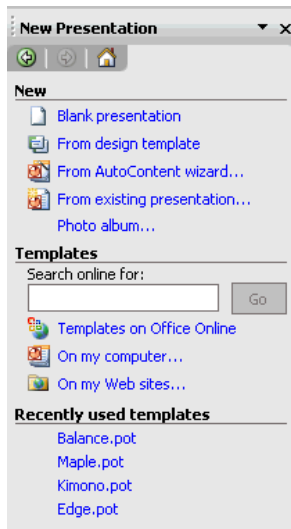 New Presentation
New
Blank presentation
From design template
From AutoContent wizard...
From existing presentation...
Photo album...
Templates
Search online for:
Go
Templates on Office Online
On my computer...
On my Web sites...
Recently used templates
Balance.pot
Maple.pot
Kimono.pot
Edge.pot